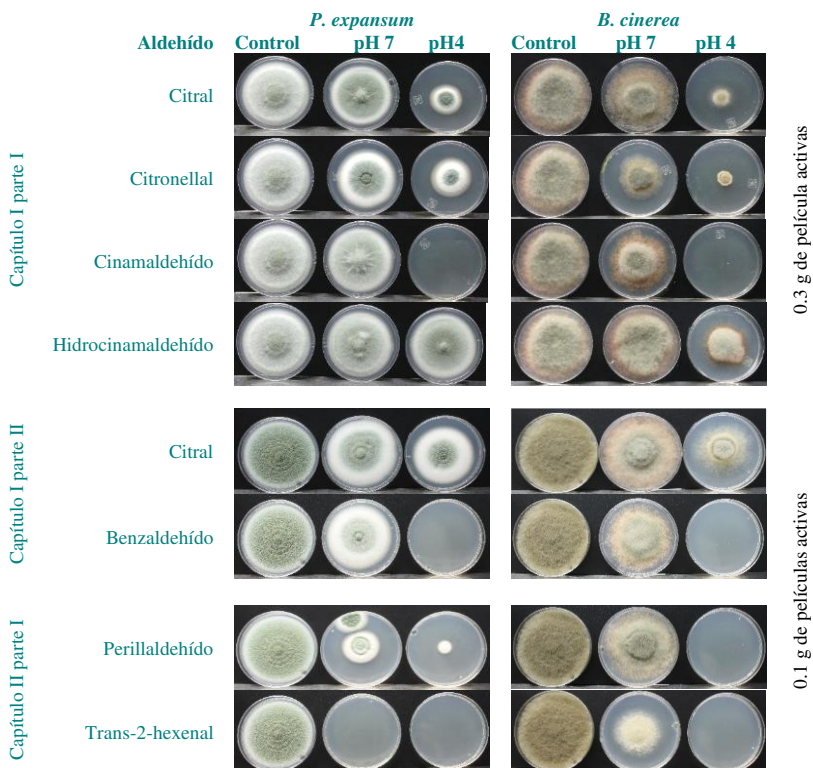 P. expansum B. cinerea
Aldehído Control pH 7 pH4 Control pH 7 pH 4
Capítulo I parte I
Citral
Citronellal
Cinamaldehído
Hidrocinamaldehído
0.3 g de película activas
Capítulo I parte II
Citral
Benzaldehído
Capítulo II parte I
Perillaldehído
Trans-2-hexenal
0.1 g de películas activas